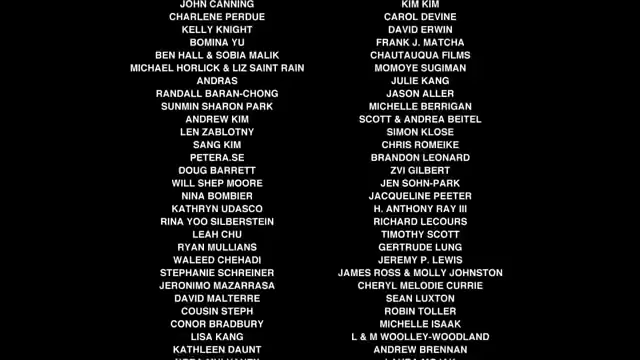 JOHN CANNING
CHARLENE PERDUE
KELLY KNIGHT
BOMINA YU
BEN HALL & SOBIA MALIK
MICHAEL HORLICK & LIZ SAINT RAIN
ANDRAS
RANDALL BARAN-CHONG
SUNMIN SHARON PARK
ANDREW KIM
LEN ZABLOTNY
SANG KIM
PETERA.SE
DOUG BARRETT
WILL SHEP MOORE
NINA BOMBIER
KATHRYN UDASCO
RINA YOO SILBERSTEIN
LEAH CHU
RYAN MULLIANS
WALEED CHEHADI
STEPHANIE SCHREINER
JERONIMO MAZARRASA
DAVID MALTERRE
COUSIN STEPH
CONOR BRADBURY
LISA KANG
KATHLEEN DAUNT
KIM KIM
CAROL DEVINE
DAVID ERWIN
FRANK J. MATCHA
CHAUTAUQUA FILMS
MOMOYE SUGIMAN
JULIE KANG
JASON ALLER
MICHELLE BERRIGAN
SCOTT & ANDREA BEITEL
SIMON KLOSE
CHRIS ROMEIKE
BRANDON LEONARD
ZVI GILBERT
JEN SOHN-PARK
JACQUELINE PEETER
H. ANTHONY RAY III
RICHARD LECOURS
TIMOTHY SCOTT
GERTRUDE LUNG
JEREMY P. LEWIS
JAMES ROSS & MOLLY JOHNSTON
CHERYL MELODIE CURRIE
SEAN LUXTON
ROBIN TOLLER
MICHELLE ISAAK
L & M WOOLLEY-WOODLAND
ANDREW BRENNAN